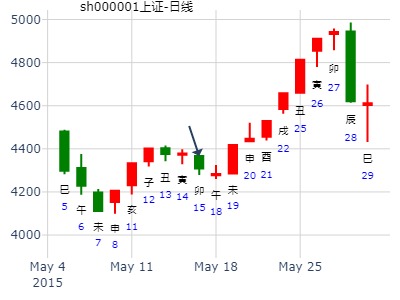 sh000001上证-日线
5000
4800
4600
4400
4200
4000
巳
5
午
6
未
7
申
8
亥
11
子
12
丑
13
寅
14
卯
15
午
18
未
19
申
20
酉
21
戌
22
丑
25
寅
26
卯
27
辰
28
巳
29
May 4
2015
May 11
May 18
May 25